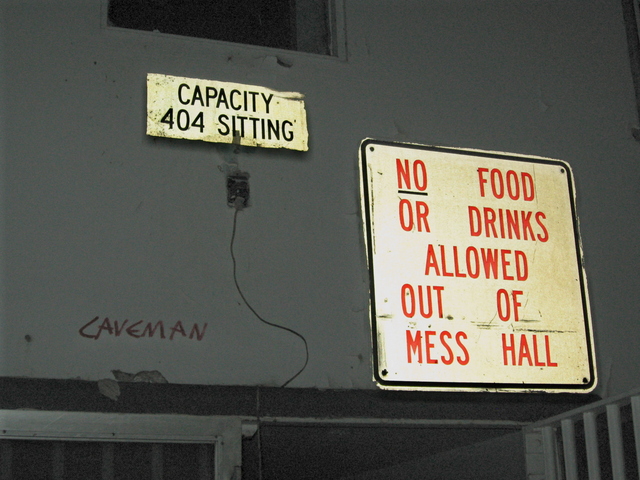 CAPACITY
404 SITTING
NO FOOD
OR DRINKS
ALLOWED
OUT OF
MESS HALL
CAVEMAN